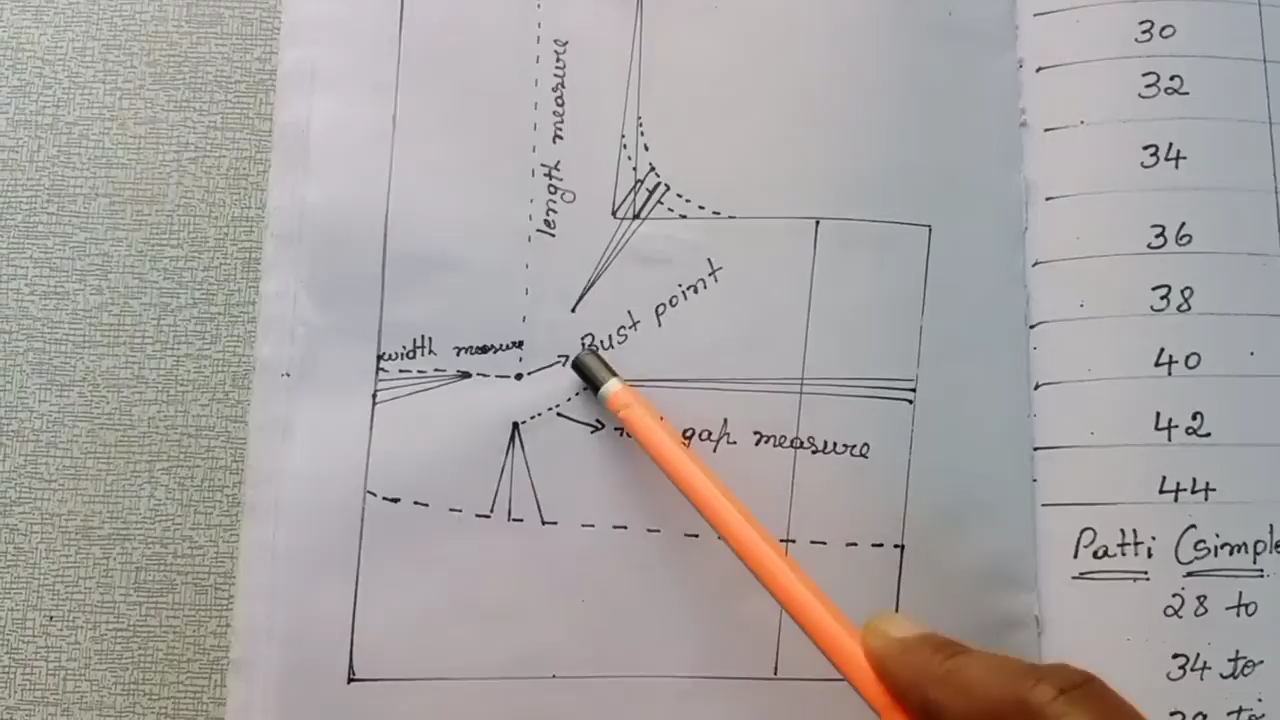 length measure
Bust point
width measure
gap measure
30
32
34
36
38
40
42
44
Patti (simple
28 to
34 to